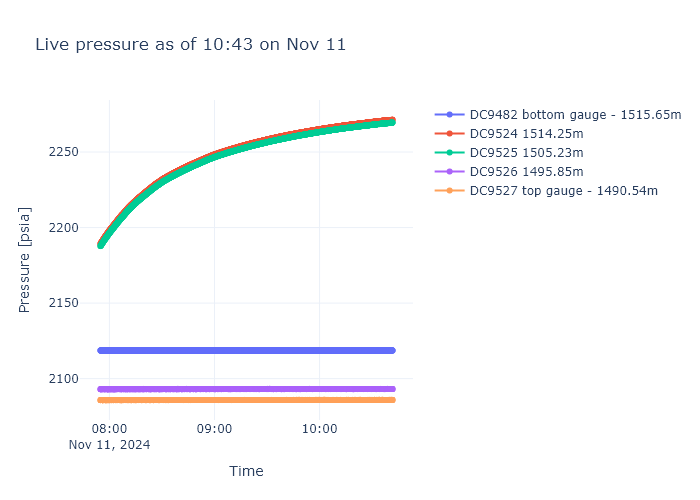 Live pressure as of 10:43 on Nov 11
DC9482 bottom gauge - 1515.65m
DC9524 1514.25m
DC9525 1505.23m
DC9526 1495.85m
DC9527 top gauge - 1490.54m
Pressure [psia]
2250
2200
2150
2100
08:00
Nov 11, 2024
09:00
10:00
Time